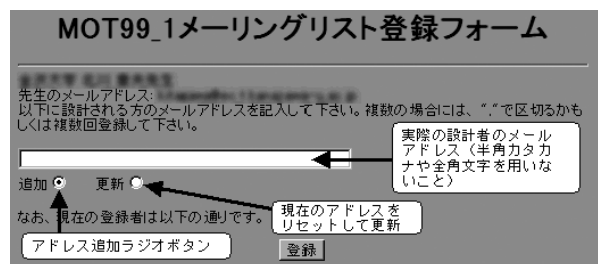 MOT99_1メーリングリスト登録フォーム
先生のメールアドレス:
以下に設計される方のメールアドレスを記入して下さい。複数の場合には、“,”で区切るかも
しくは複数回登録して下さい。
実際の設計者のメール
アドレス（半角カタカ
ナや全角文字を用いな
いこと）
追加 更新
なお、現在の登録者は以下の通りです。
現在のアドレスを
リセットして更新
アドレス追加ラジオボタン
登録